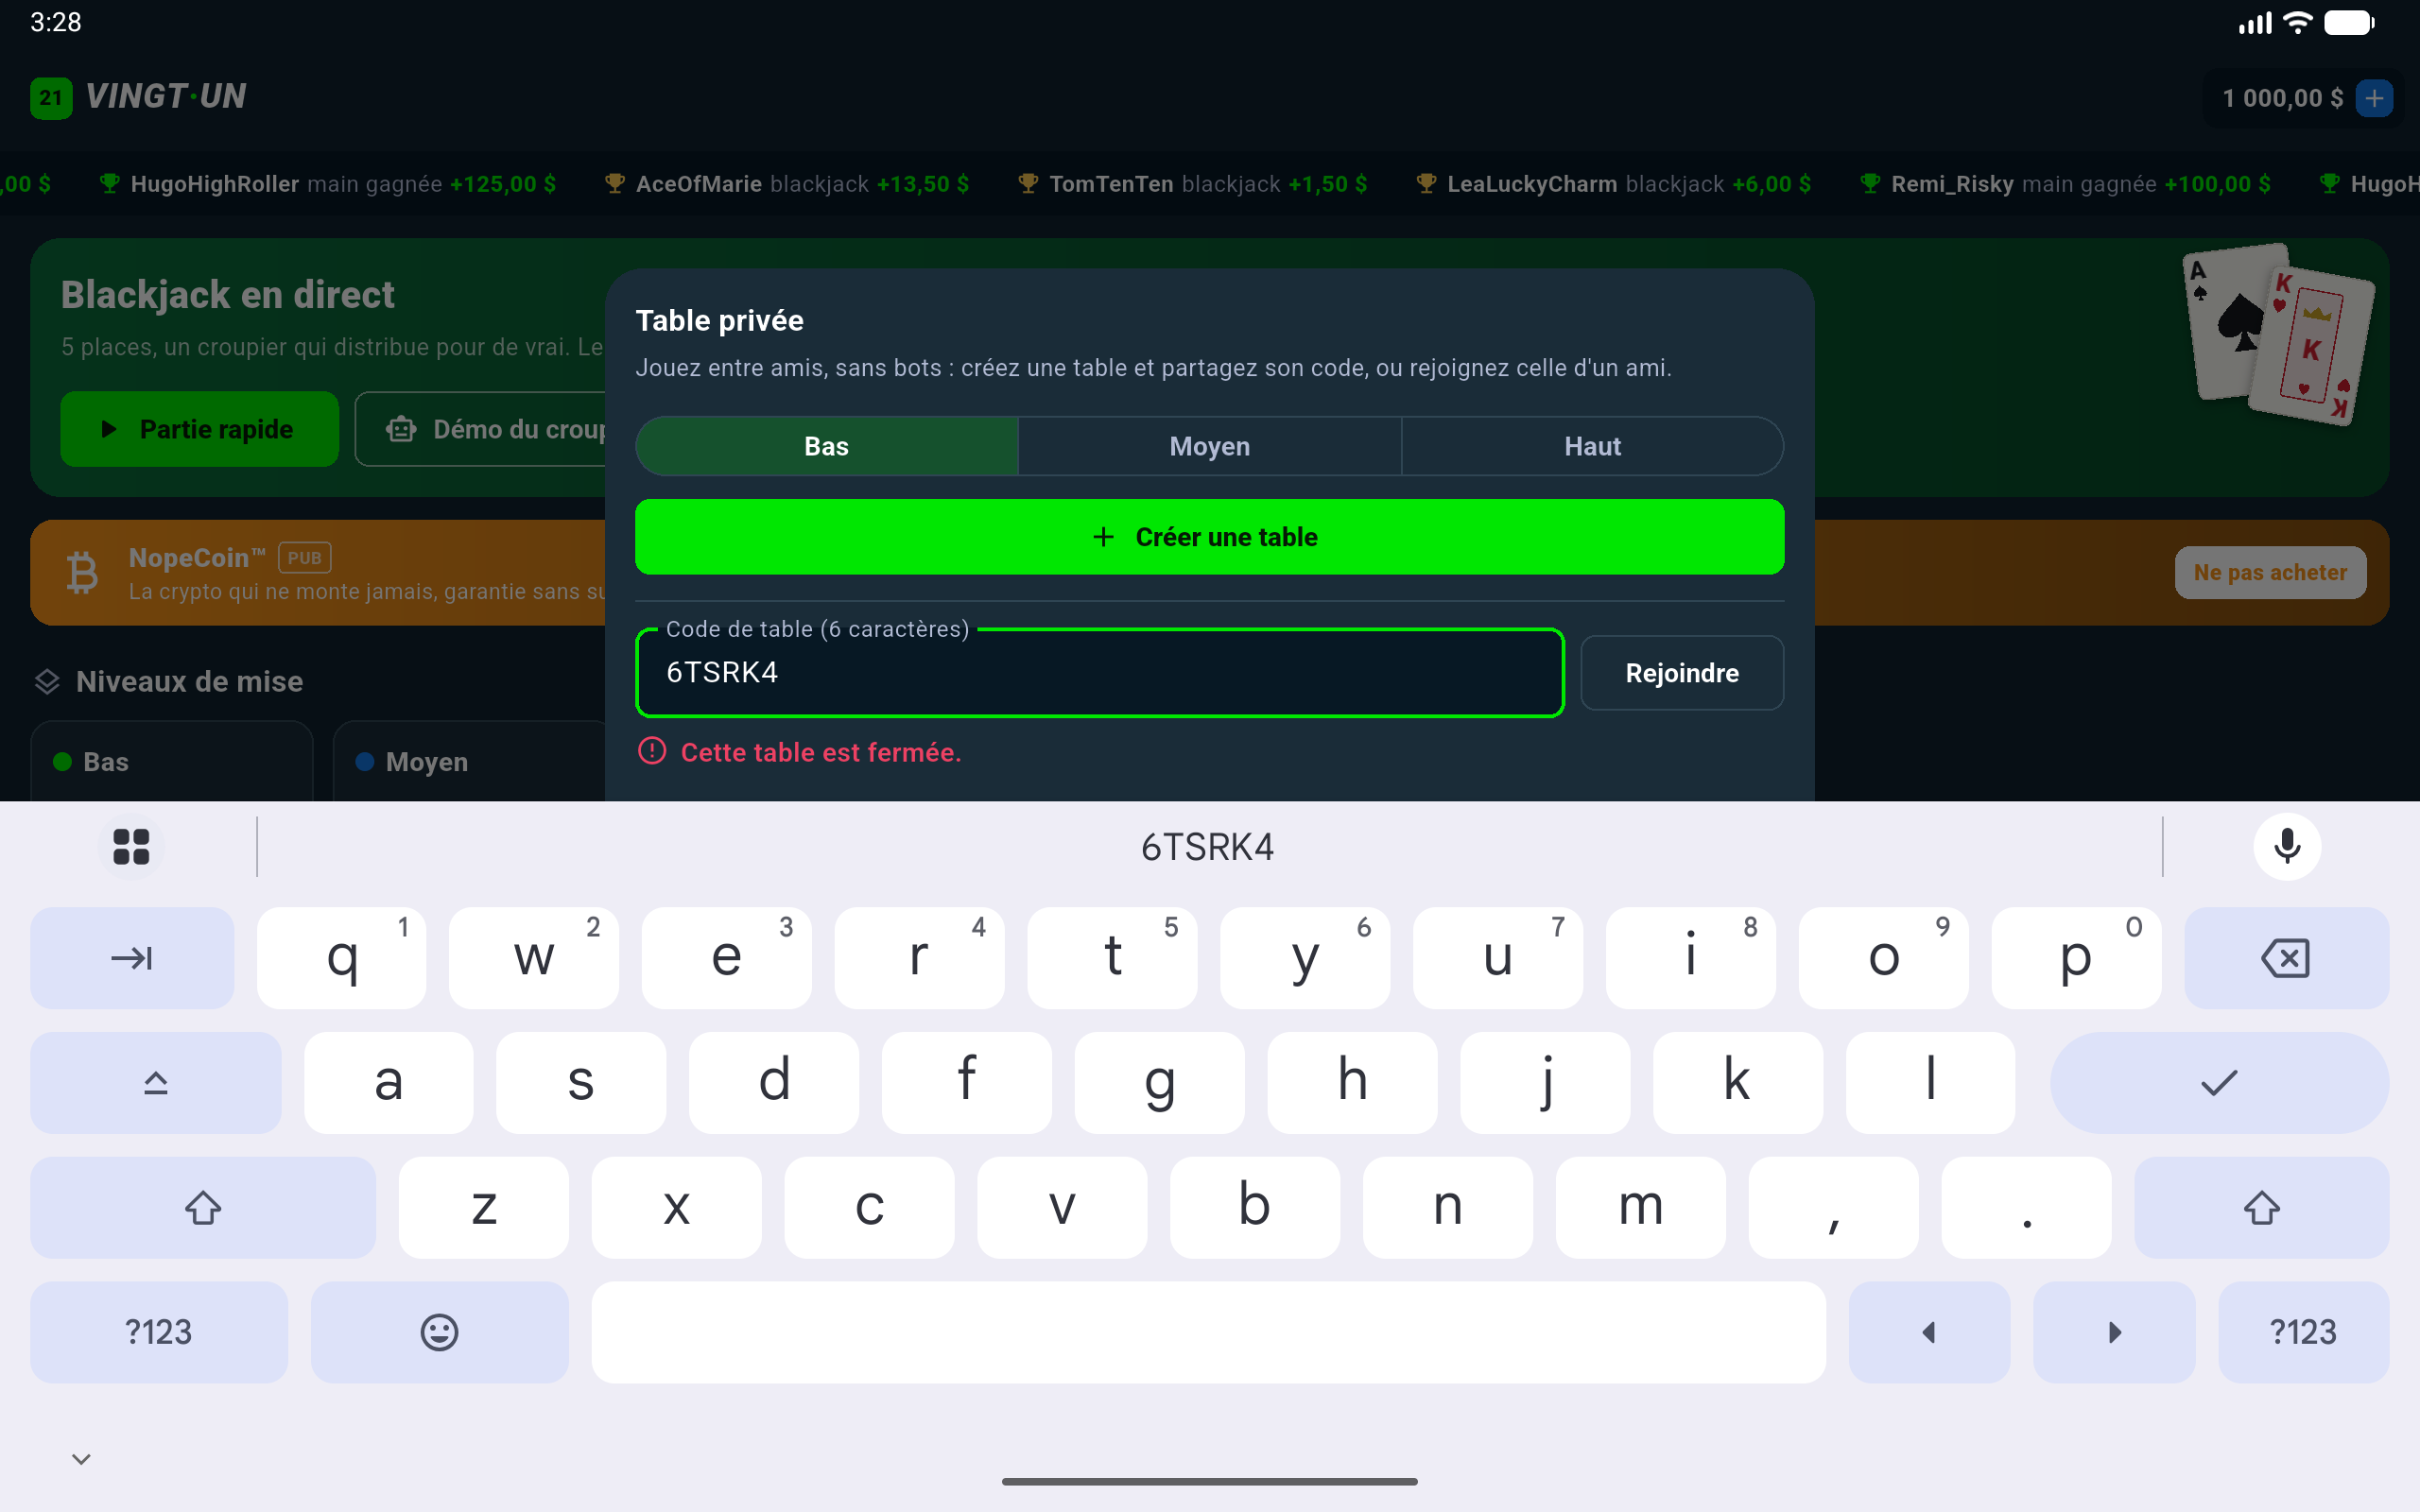 3:28
21 VINGT·UN
1 000,00 $
,00 $ HugoHighRoller main gagnée +125,00 $ AceOfMarie blackjack +13,50 $ TomTenTen blackjack +1,50 $ LeaLuckyCharm blackjack +6,00 $ Remi_Risky main gagnée +100,00 $ HugoH
Blackjack en direct
5 places, un croupier qui distribue pour de vrai. Le
Partie rapide
Démo du croup
A
K
K
K
Table privée
Jouez entre amis, sans bots : créez une table et partagez son code, ou rejoignez celle d'un ami.
Bas Moyen Haut
+ Créer une table
NopeCoin™ PUB
La crypto qui ne monte jamais, garantie sans su
Ne pas acheter
Code de table (6 caractères)
6TSRK4
Rejoindre
Cette table est fermée.
Niveaux de mise
Bas
Moyen
6TSRK4
q 1 w 2 e 3 r 4 t 5 y 6 u 7 i 8 o 9 p 0
a s d f g h j k l
z x c v b n m , .
?123 ?123